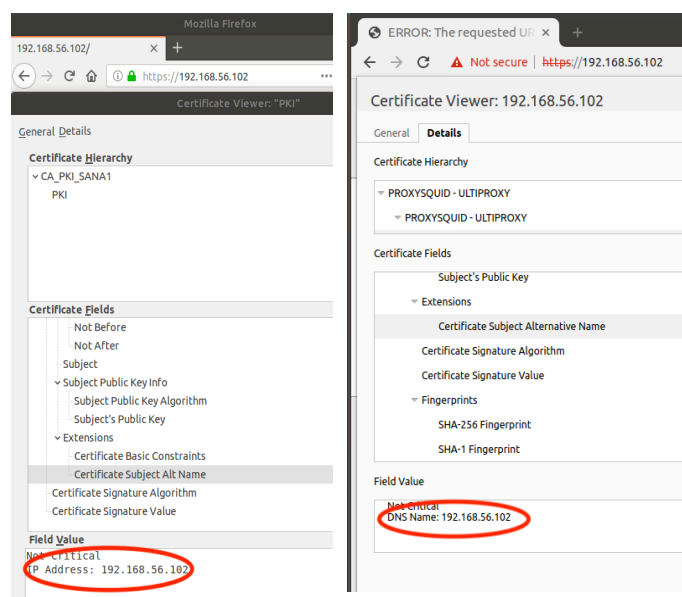 Mozilla Firefox
192.168.56.102/
https://192.168.56.102
Certificate Viewer: "PKI"
General Details
Certificate Hierarchy
CA_PKI_SANA1
PKI
Certificate Fields
Not Before
Not After
Subject
Subject Public Key Info
Subject Public Key Algorithm
Subject's Public Key
Extensions
Certificate Basic Constraints
Certificate Subject Alt Name
Certificate Signature Algorithm
Certificate Signature Value
Field Value
Not Critical
IP Address: 192.168.56.102
ERROR: The requested UR
Not secure | https://192.168.56.102
Certificate Viewer: 192.168.56.102
General Details
Certificate Hierarchy
PROXYSQUID - ULTIPROXY
PROXYSQUID - ULTIPROXY
Certificate Fields
Subject's Public Key
Extensions
Certificate Subject Alternative Name
Certificate Signature Algorithm
Certificate Signature Value
Fingerprints
SHA-256 Fingerprint
SHA-1 Fingerprint
Field Value
Not Critical
DNS Name: 192.168.56.102